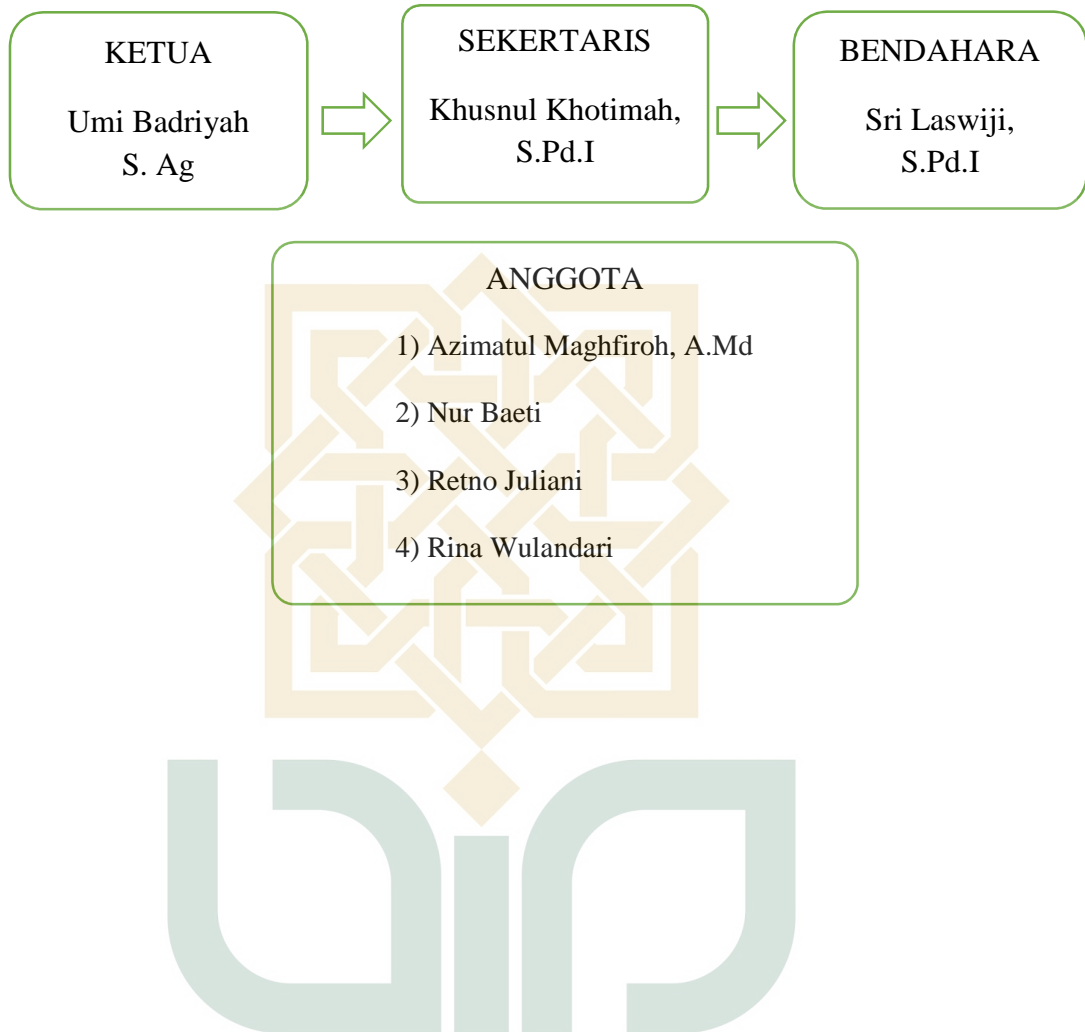 KETUA
Umi Badriyah
S. Ag
SEKERTARIS
Khusnul Khotimah,
S.Pd.I
BENDAHARA
Sri Laswiji,
S.Pd.I
ANGGOTA
1) Azimatul Maghfiroh, A.Md
2) Nur Baeti
3) Retno Juliani
4) Rina Wulandari